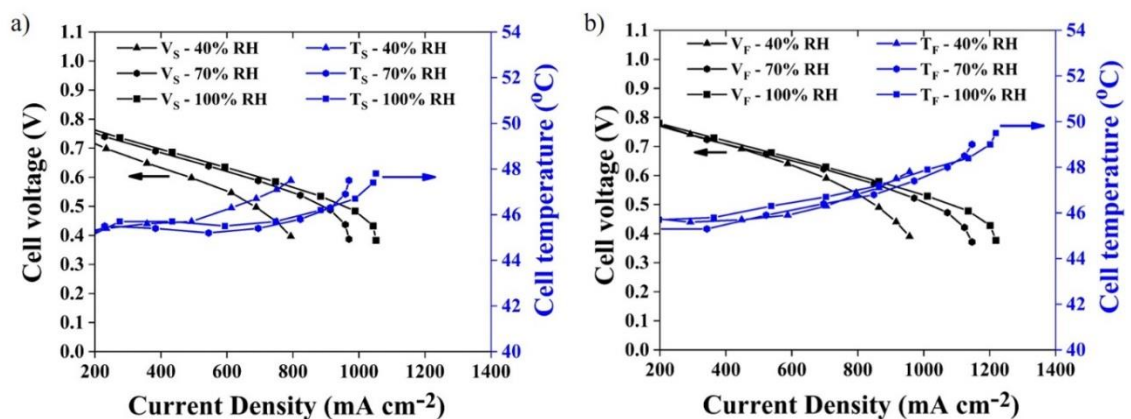 a)
V_S - 40% RH T_S - 40% RH
V_S - 70% RH T_S - 70% RH
V_S - 100% RH T_S - 100% RH
Cell voltage (V)
1.1
1.0
0.9
0.8
0.7
0.6
0.5
0.4
0.3
0.2
0.1
0.0
54
52
50
48
46
44
42
40
Cell temperature (⁰C)
200 400 600 800 1000 1200 1400
Current Density (mA cm⁻²)
b)
V_F - 40% RH T_F - 40% RH
V_F - 70% RH T_F - 70% RH
V_F - 100% RH T_F - 100% RH
Cell voltage (V)
1.1
1.0
0.9
0.8
0.7
0.6
0.5
0.4
0.3
0.2
0.1
0.0
54
52
50
48
46
44
42
40
Cell temperature (⁰C)
200 400 600 800 1000 1200 1400
Current Density (mA cm⁻²)